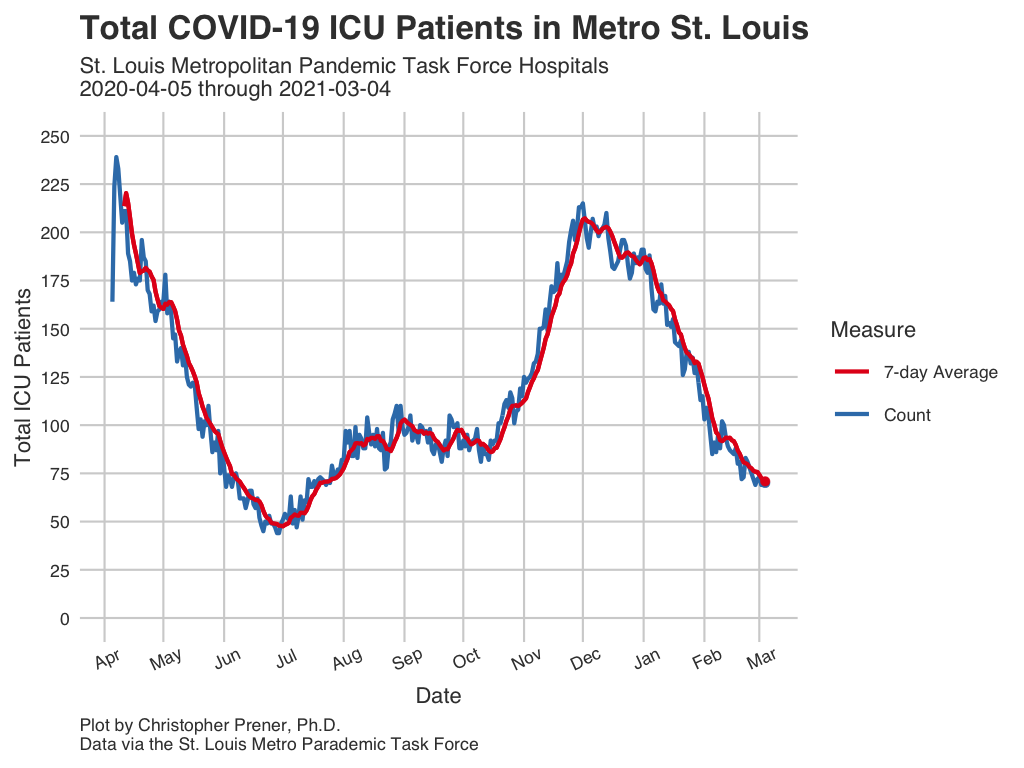 Total COVID-19 ICU Patients in Metro St. Louis
St. Louis Metropolitan Pandemic Task Force Hospitals
2020-04-05 through 2021-03-04
250
225
200
175
150
125
100
75
50
25
0
Total ICU Patients
Apr
May
Jun
Jul
Aug
Sep
Oct
Nov
Dec
Jan
Feb
Mar
Date
Measure
7-day Average
Count
Plot by Christopher Prener, Ph.D.
Data via the St. Louis Metro Parademic Task Force